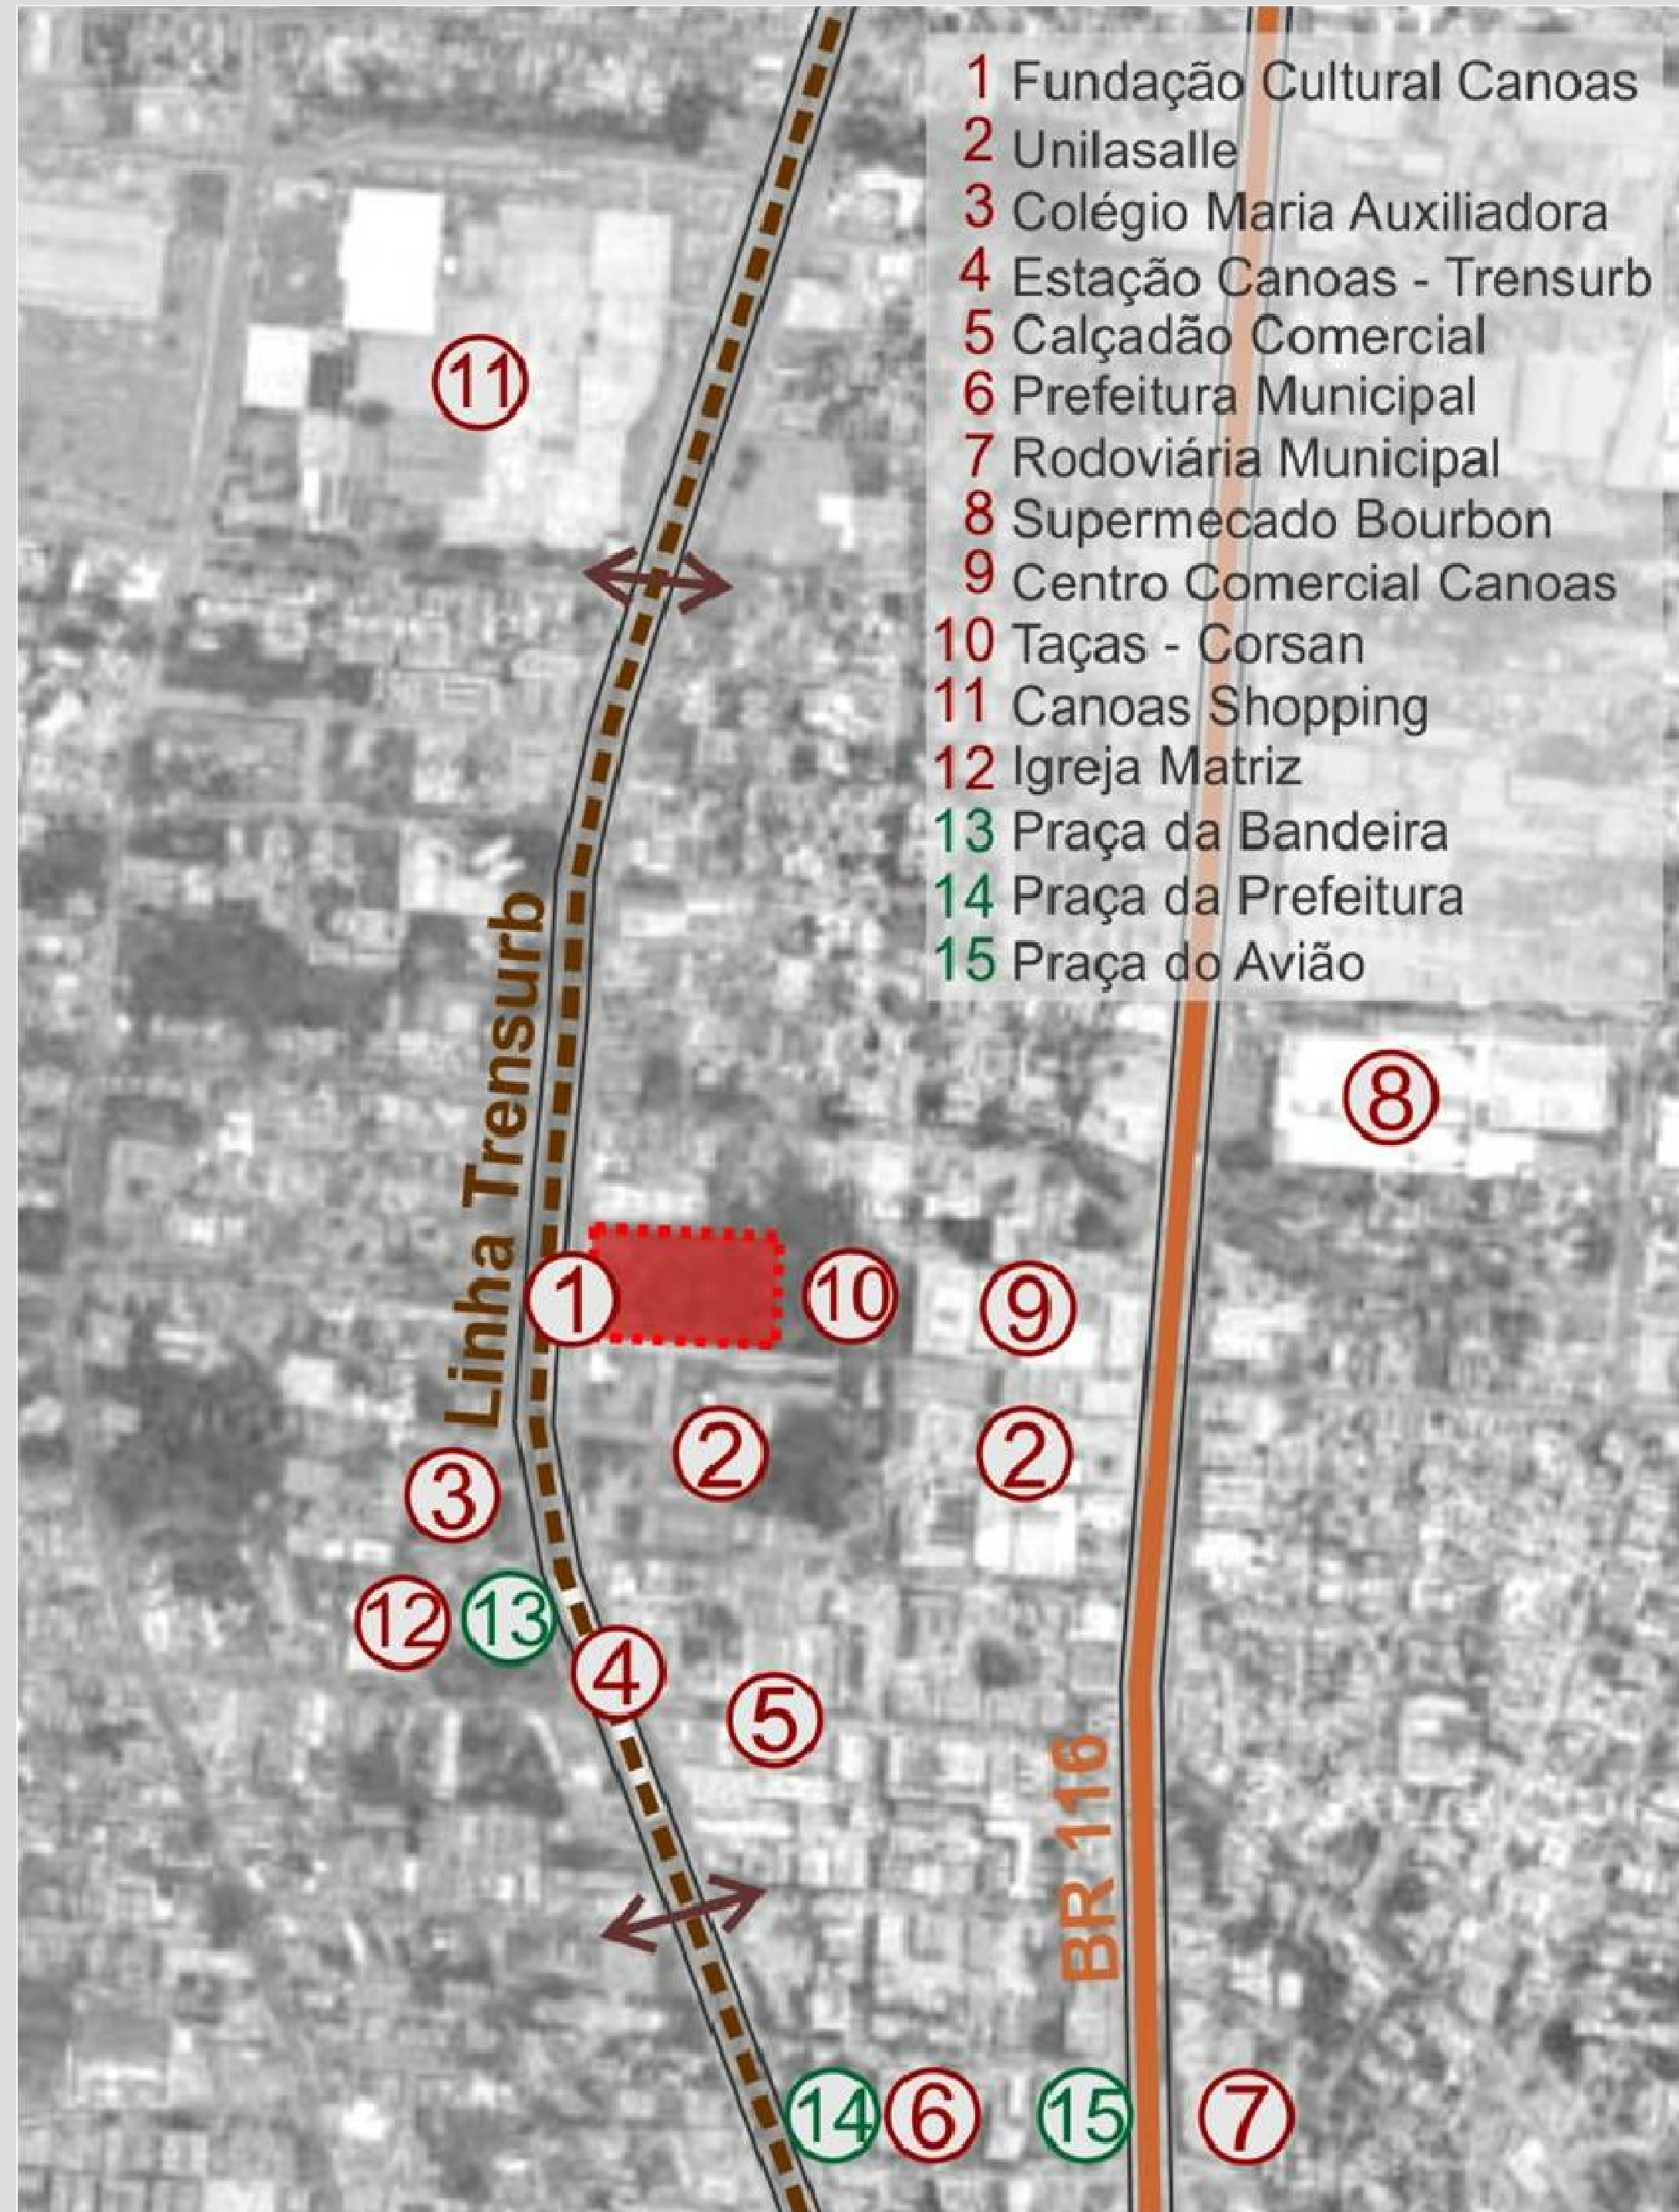 1 Fundação Cultural Canoas
2 Unilasalle
3 Colégio Maria Auxiliadora
4 Estação Canoas - Trensurb
5 Calçadão Comercial
6 Prefeitura Municipal
7 Rodoviária Municipal
8 Supermecado Bourbon
9 Centro Comercial Canoas
10 Taças - Corsan
11 Canoas Shopping
12 Igreja Matriz
13 Praça da Bandeira
14 Praça da Prefeitura
15 Praça do Avião
11
Linha Trensurb
8
1
10
9
2
2
3
12
13
4
5
BR 116
14
6
15
7